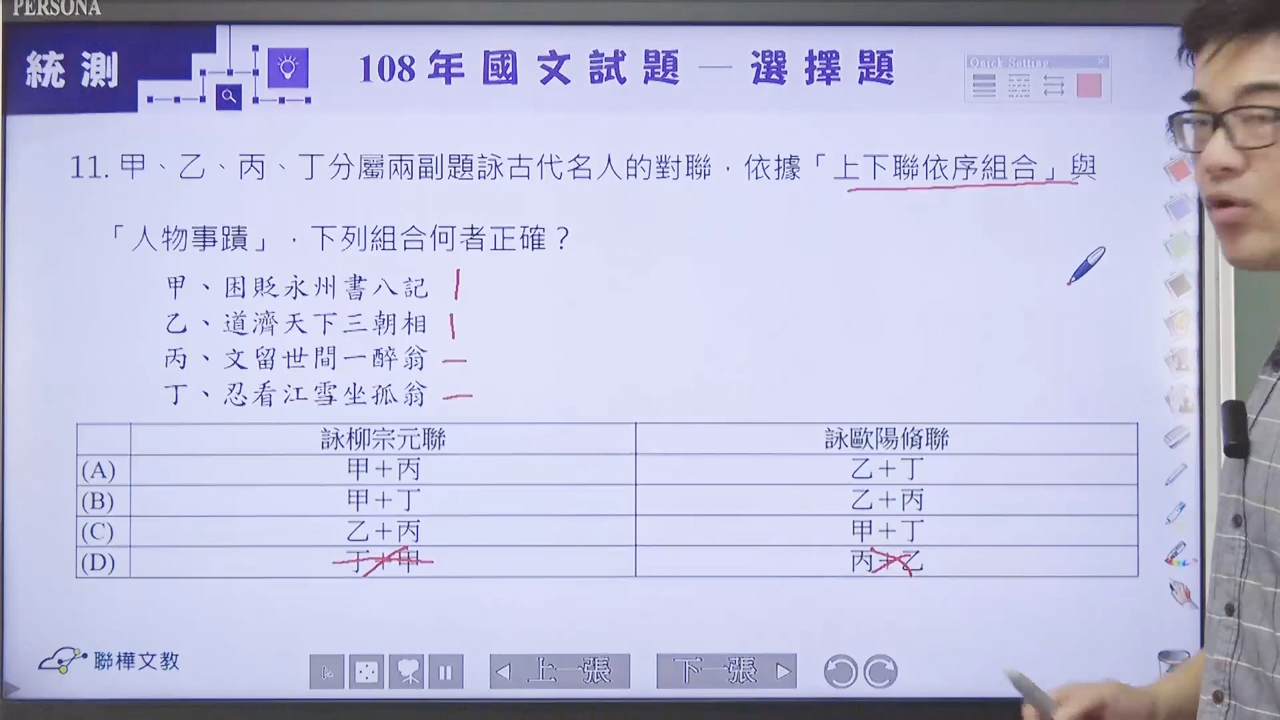 PERSONA
統測
108年國文試題—選擇題
Quick Setting
11. 甲、乙、丙、丁分屬兩副題詠古代名人的對聯，依據「上下聯依序組合」與
「人物事蹟」，下列組合何者正確？
甲、困貶永州書八記
乙、道濟天下三朝相
丙、文留世間一醉翁
丁、忍看江雪坐孤翁
詠柳宗元聯 詠歐陽脩聯
(A) 甲＋丙 乙＋丁
(B) 甲＋丁 乙＋丙
(C) 乙＋丙 甲＋丁
(D) 丁＋甲 丙＋乙
聯樺文教
上一張 下一張